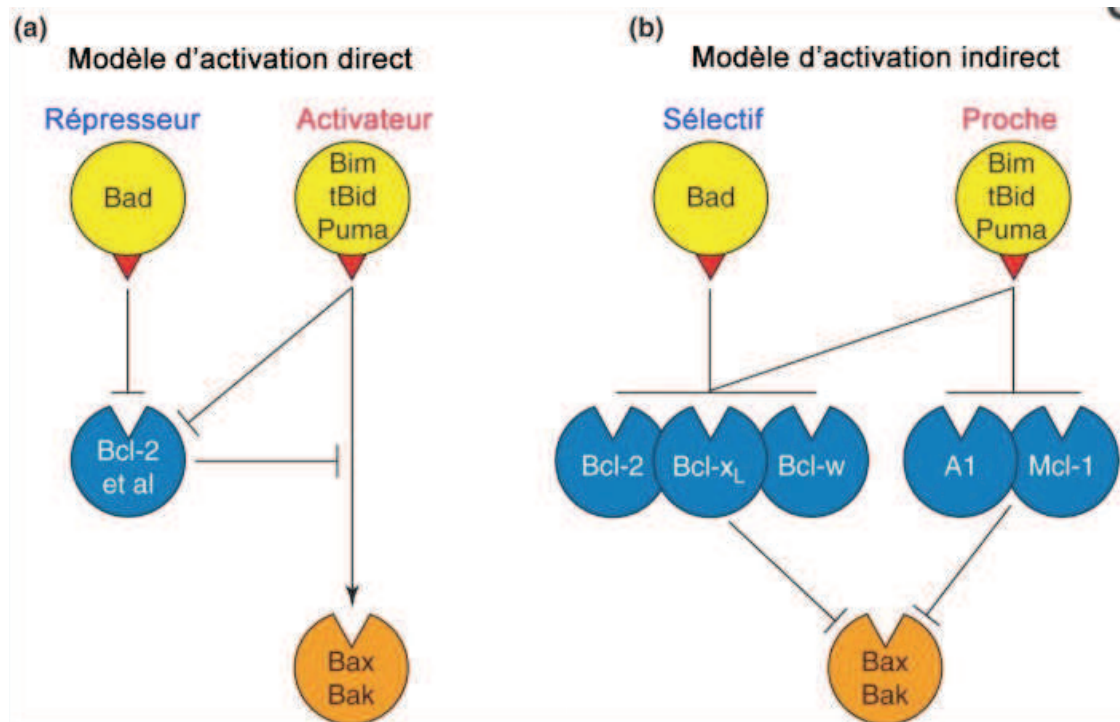 (a)
Modèle d'activation direct
Répresseur
Activateur
Bad
Bim
tBid
Puma
Bcl-2
et al
Bax
Bak
(b)
Modèle d'activation indirect
Sélectif
Proche
Bad
Bim
tBid
Puma
Bcl-2
Bcl-xL
Bcl-w
A1
Mcl-1
Bax
Bak